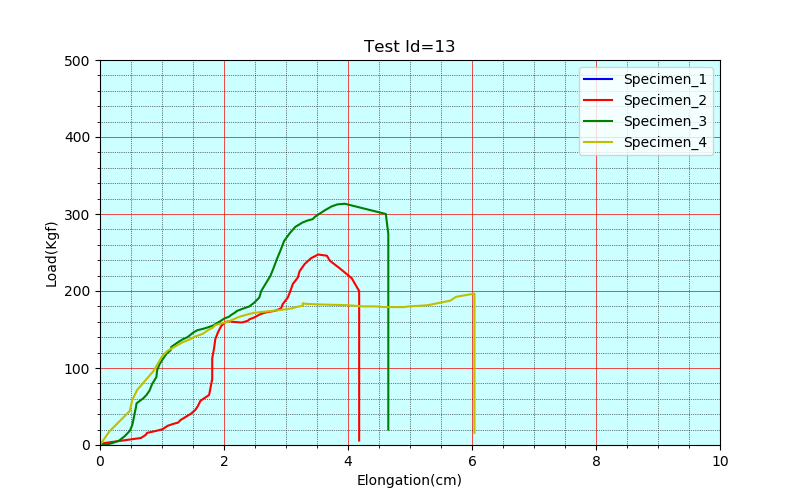 Test Id=13
500
400
300
200
100
0
Load(Kgf)
Specimen_1
Specimen_2
Specimen_3
Specimen_4
0 2 4 6 8 10
Elongation(cm)